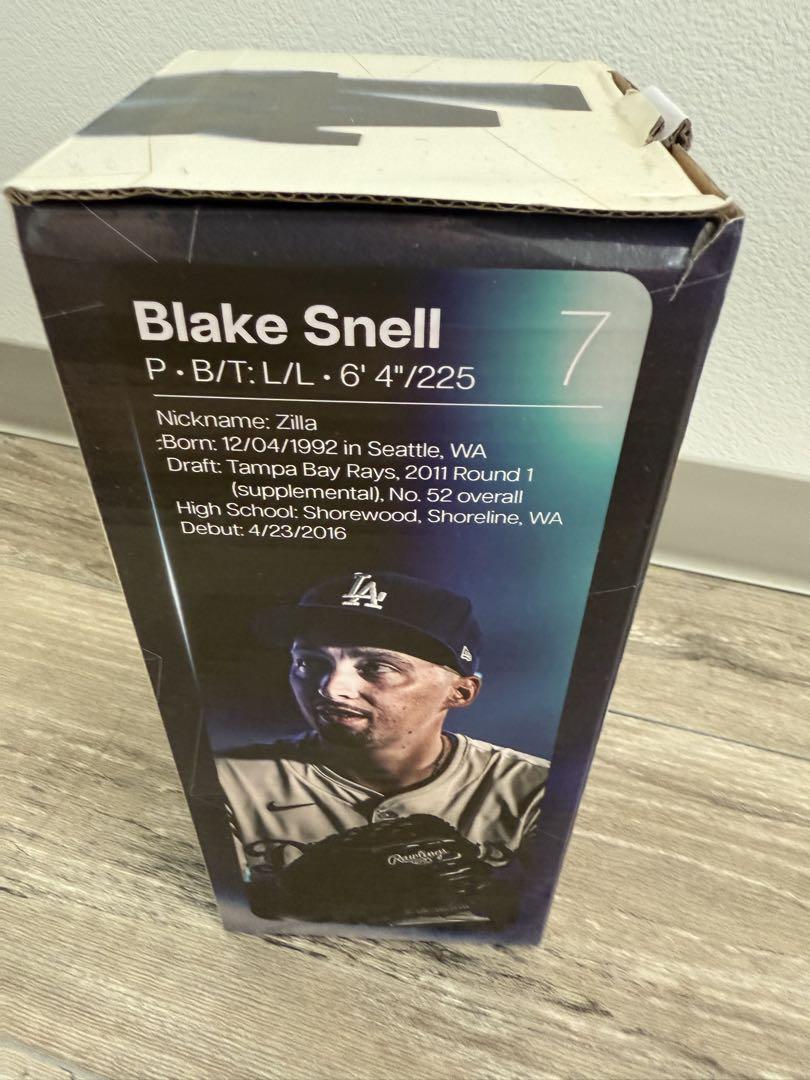 Blake Snell
7
P • B/T: L/L • 6' 4"/225
Nickname: Zilla
Born: 12/04/1992 in Seattle, WA
Draft: Tampa Bay Rays, 2011 Round 1
(supplemental), No. 52 overall
High School: Shorewood, Shoreline, WA
Debut: 4/23/2016
LA
Rawlings